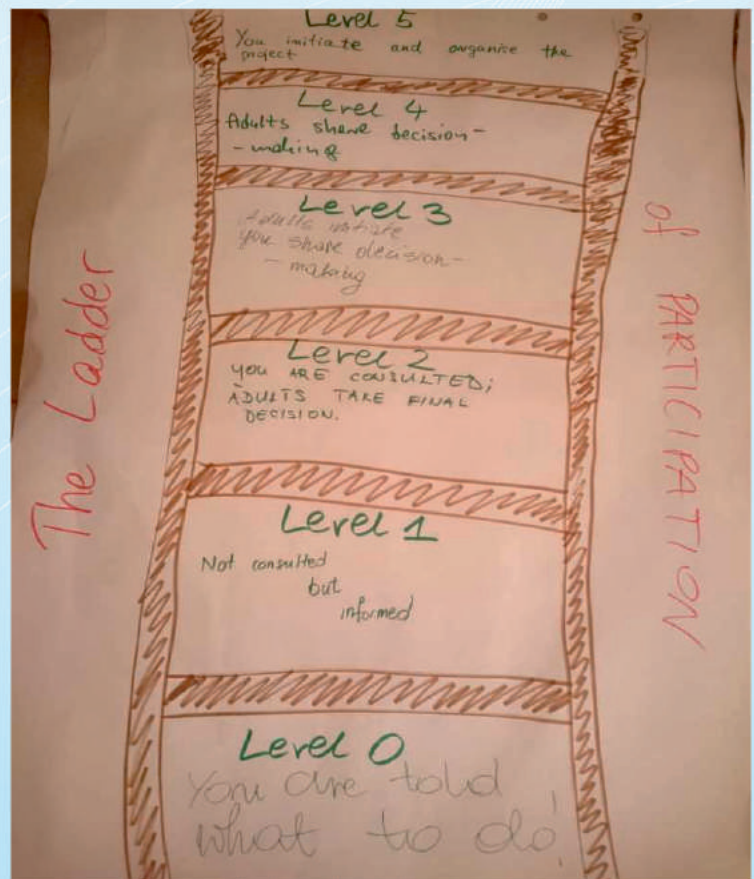 The Ladder
of PARTICIPATION
Level 5
You initiate and organise the
project
Level 4
Adults share decision-
- making
Level 3
Adults initiate
you share decision-
- making
Level 2
YOU ARE CONSULTED;
ADULTS TAKE FINAL
DECISION.
Level 1
Not consulted
but
informed
Level 0
You are told
what to do!